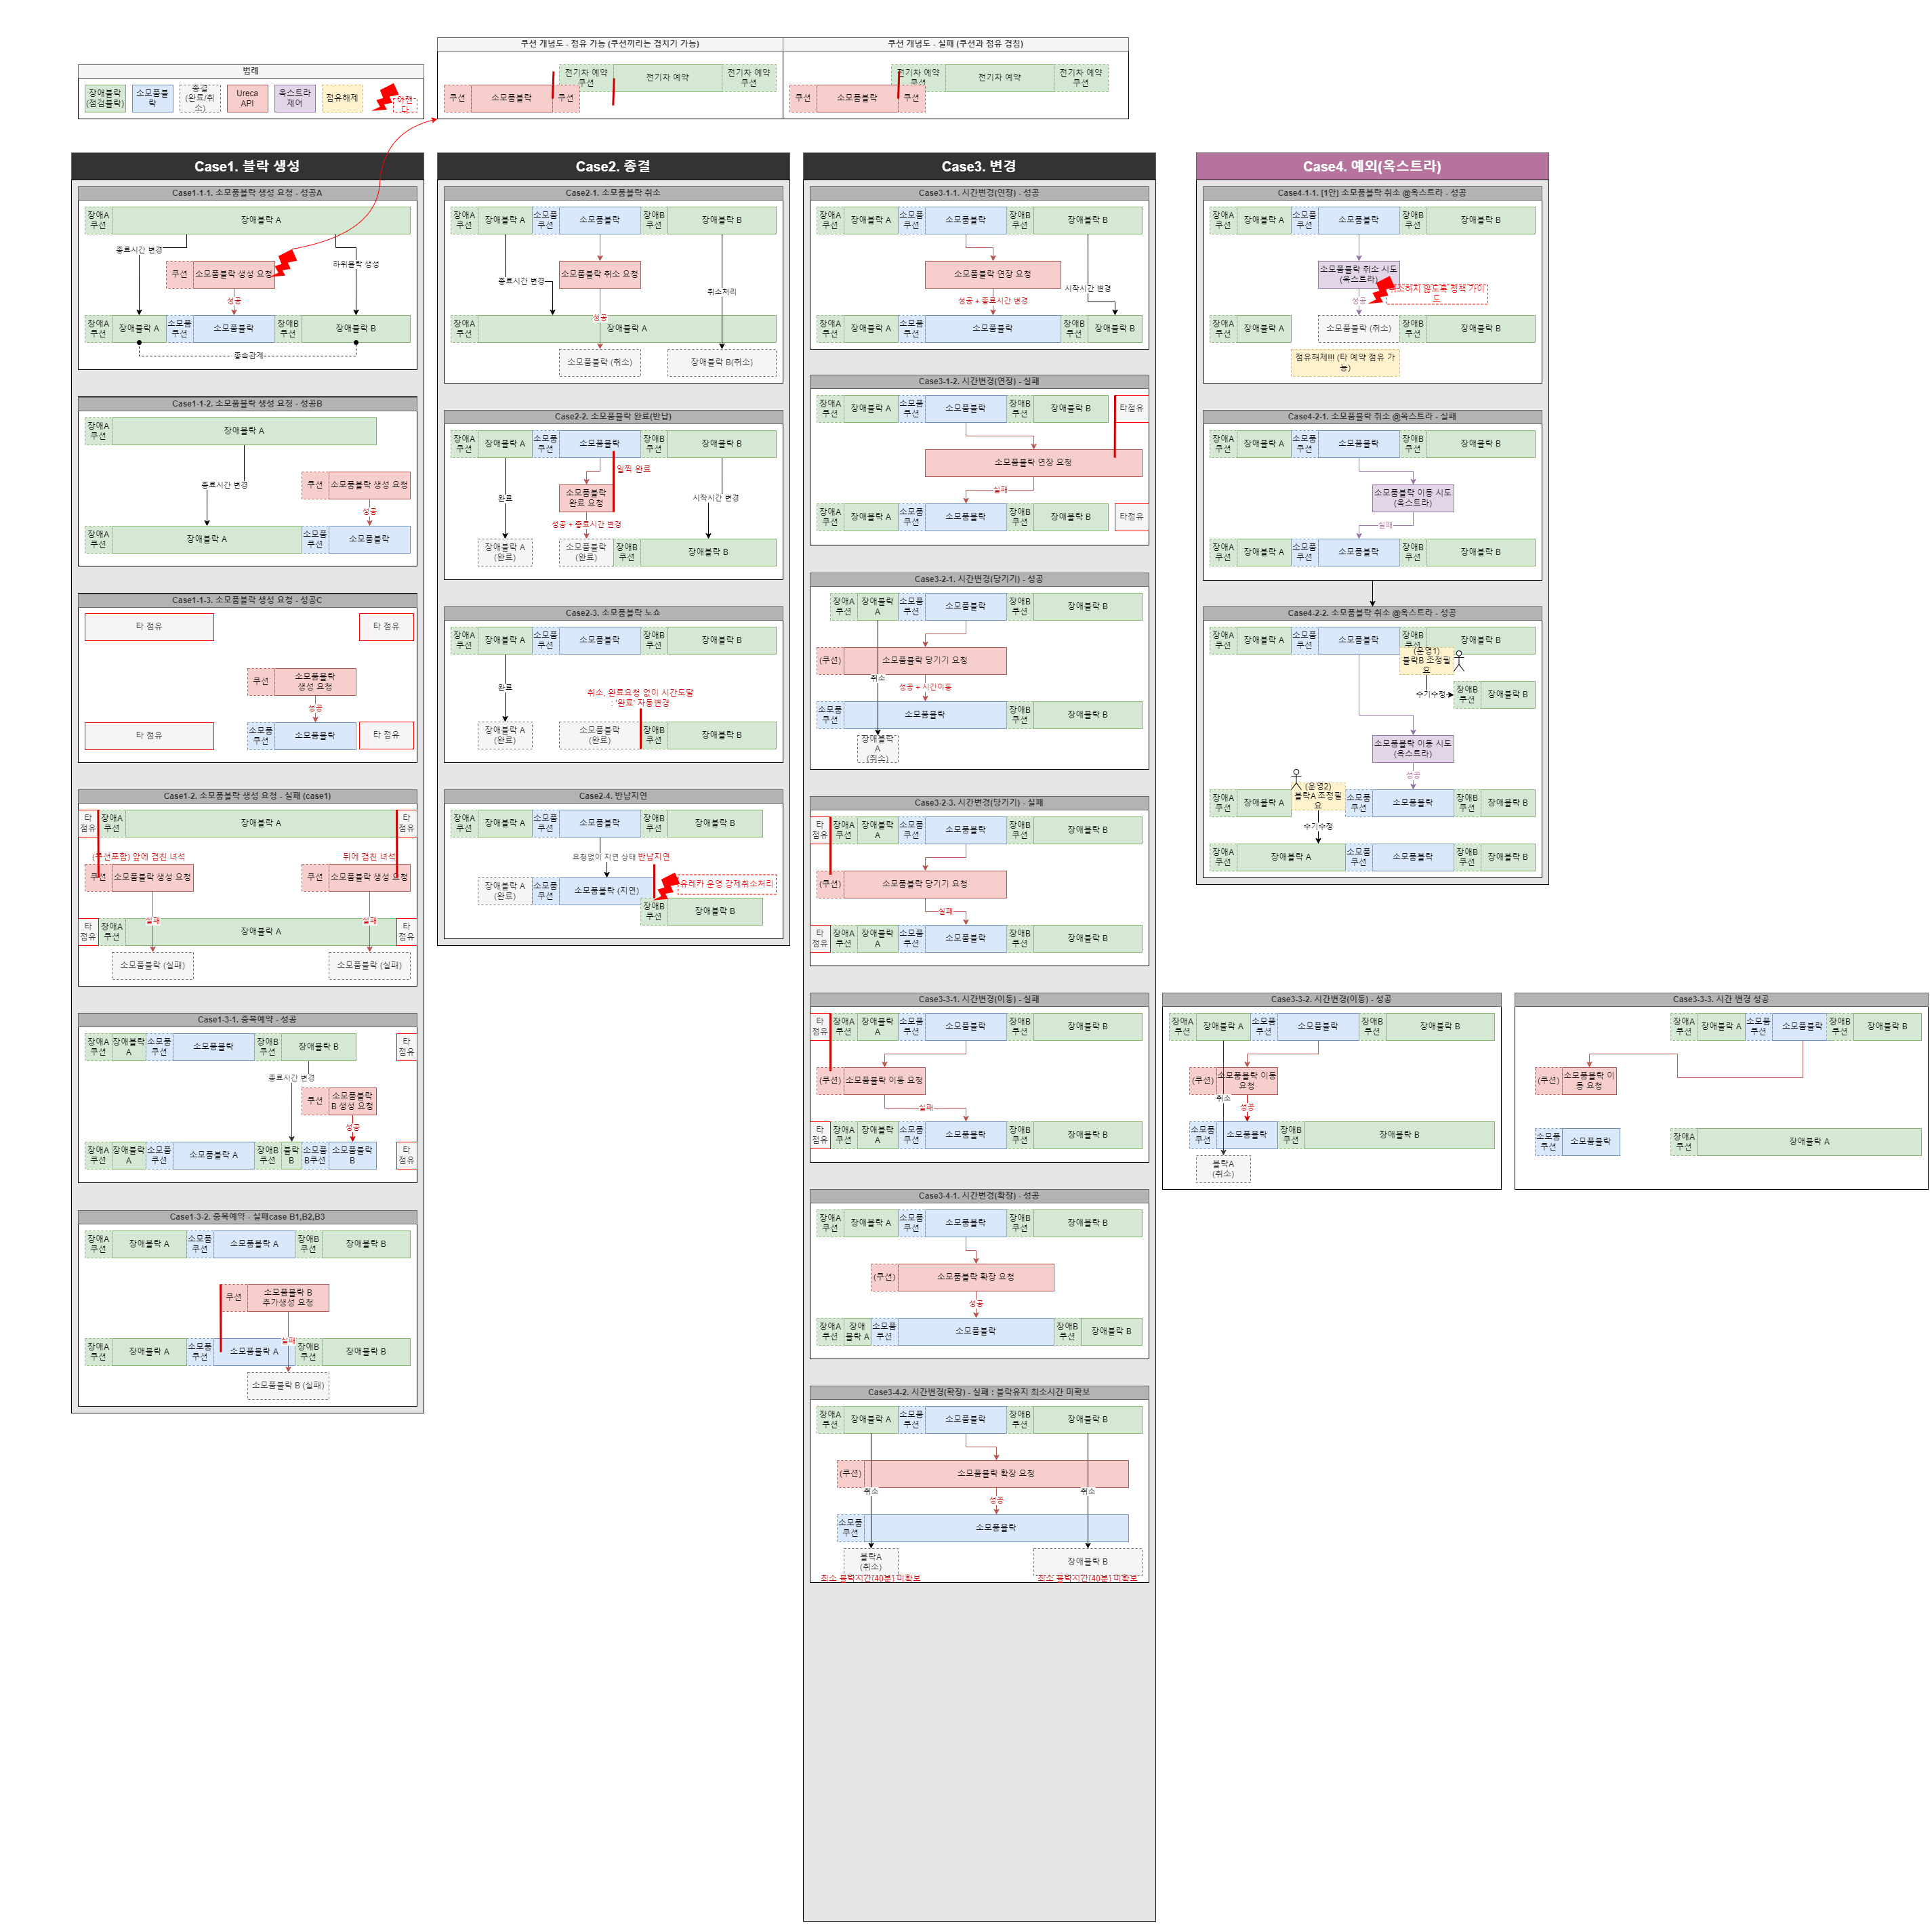 쿠션 개념도 - 점유 가능 (쿠션끼리는 겹치기 가능)
쿠션 개념도 - 실패 (쿠션과 점유 겹침)
전기차 예약
쿠션
전기차 예약
전기차 예약
쿠션
쿠션
소모품블락
쿠션
전기차 예약
쿠션
전기차 예약
전기차 예약
쿠션
쿠션
소모품블락
쿠션
범례
장애블락
(점검블락)
소모품블
락
종결
(완료/취
소)
Ureca
API
옥스트라
제어
점유해제
아젠
다
Case1. 블락 생성
Case1-1-1. 소모품블락 생성 요청 - 성공A
장애A
쿠션
장애블락 A
종료시간 변경
하위블락 생성
쿠션
소모품블락 생성 요청
성공
장애A
쿠션
장애블락 A
소모품
쿠션
소모품블락
장애B
쿠션
장애블락 B
종속관계
Case1-1-2. 소모품블락 생성 요청 - 성공B
장애A
쿠션
장애블락 A
종료시간 변경
쿠션
소모품블락 생성 요청
성공
장애A
쿠션
장애블락 A
소모품
쿠션
소모품블락
Case1-1-3. 소모품블락 생성 요청 - 성공C
타 점유
타 점유
쿠션
소모품블락
생성 요청
성공
타 점유
소모품
쿠션
소모품블락
타 점유
Case1-2. 소모품블락 생성 요청 - 실패 (case1)
타
점유
장애A
쿠션
장애블락 A
타
점유
(쿠션포함) 앞에 겹친 녀석
뒤에 겹친 녀석
쿠션
소모품블락 생성 요청
쿠션
소모품블락 생성 요청
실패
실패
타
점유
장애A
쿠션
장애블락 A
타
점유
소모품블락 (실패)
소모품블락 (실패)
Case1-3-1. 중복예약 - 성공
장애A
쿠션
장애블락
A
소모품
쿠션
소모품블락
장애B
쿠션
장애블락 B
타
점유
종료시간 변경
쿠션
소모품블락
B 생성 요청
성공
장애A
쿠션
장애블락
A
소모품
쿠션
소모품블락 A
장애B
쿠션
블락
B
소모품
B쿠션
소모품블락
B
타
점유
Case1-3-2. 중복예약 - 실패case B1,B2,B3
장애A
쿠션
장애블락 A
소모품
쿠션
소모품블락 A
장애B
쿠션
장애블락 B
쿠션
소모품블락 B
추가생성 요청
실패
장애A
쿠션
장애블락 A
소모품
쿠션
소모품블락 A
장애B
쿠션
장애블락 B
소모품블락 B (실패)
Case2. 종결
Case2-1. 소모품블락 취소
장애A
쿠션
장애블락 A
소모품
쿠션
소모품블락
장애B
쿠션
장애블락 B
소모품블락 취소 요청
종료시간 변경
취소처리
성공
장애A
쿠션
장애블락 A
소모품블락 (취소)
장애블락 B(취소)
Case2-2. 소모품블락 완료(반납)
장애A
쿠션
장애블락 A
소모품
쿠션
소모품블락
장애B
쿠션
장애블락 B
일찍 완료
완료
소모품블락
완료 요청
시작시간 변경
성공 + 종료시간 변경
장애블락 A
(완료)
소모품블락
(완료)
장애B
쿠션
장애블락 B
Case2-3. 소모품블락 노쇼
장애A
쿠션
장애블락 A
소모품
쿠션
소모품블락
장애B
쿠션
장애블락 B
완료
취소, 완료요청 없이 시간도달
: '완료' 자동변경
장애블락 A
(완료)
소모품블락
(완료)
장애B
쿠션
장애블락 B
Case2-4. 반납지연
장애A
쿠션
장애블락 A
소모품
쿠션
소모품블락
장애B
쿠션
장애블락 B
요청없이 지연 상태
반납지연
장애블락 A
(완료)
소모품
쿠션
소모품블락 (지연)
유레카 운영 강제취소처리
장애B
쿠션
장애블락 B
Case3. 변경
Case3-1-1. 시간변경(연장) - 성공
장애A
쿠션
장애블락 A
소모품
쿠션
소모품블락
장애B
쿠션
장애블락 B
소모품블락 연장 요청
시작시간 변경
성공 + 종료시간 변경
장애A
쿠션
장애블락 A
소모품
쿠션
소모품블락
장애B
쿠션
장애블락 B
Case3-1-2. 시간변경(연장) - 실패
장애A
쿠션
장애블락 A
소모품
쿠션
소모품블락
장애B
쿠션
장애블락 B
타점유
소모품블락 연장 요청
실패
장애A
쿠션
장애블락 A
소모품
쿠션
소모품블락
장애B
쿠션
장애블락 B
타점유
Case3-2-1. 시간변경(당기기) - 성공
장애A
쿠션
장애블락
A
소모품
쿠션
소모품블락
장애B
쿠션
장애블락 B
(쿠션)
소모품블락 당기기 요청
취소
성공 + 시간이동
소모품
쿠션
소모품블락
장애B
쿠션
장애블락 B
장애블락
A
(취소)
Case3-2-3. 시간변경(당기기) - 실패
타
점유
장애A
쿠션
장애블락
A
소모품
쿠션
소모품블락
장애B
쿠션
장애블락 B
(쿠션)
소모품블락 당기기 요청
실패
타
점유
장애A
쿠션
장애블락
A
소모품
쿠션
소모품블락
장애B
쿠션
장애블락 B
Case3-3-1. 시간변경(이동) - 실패
타
점유
장애A
쿠션
장애블락
A
소모품
쿠션
소모품블락
장애B
쿠션
장애블락 B
(쿠션)
소모품블락 이동 요청
실패
타
점유
장애A
쿠션
장애블락
A
소모품
쿠션
소모품블락
장애B
쿠션
장애블락 B
Case3-3-2. 시간변경(이동) - 성공
장애A
쿠션
장애블락 A
소모품
쿠션
소모품블락
장애B
쿠션
장애블락 B
(쿠션)
소모품블락 이동
요청
취소
성공
소모품
쿠션
소모품블락
장애B
쿠션
장애블락 B
블락A
(취소)
Case3-3-3. 시간 변경 성공
장애A
쿠션
장애블락 A
소모품
쿠션
소모품블락
장애B
쿠션
장애블락 B
(쿠션)
소모품블락 이
동 요청
소모품
쿠션
소모품블락
장애A
쿠션
장애블락 A
Case3-4-1. 시간변경(확장) - 성공
장애A
쿠션
장애블락 A
소모품
쿠션
소모품블락
장애B
쿠션
장애블락 B
(쿠션)
소모품블락 확장 요청
성공
장애A
쿠션
장애
블락 A
소모품
쿠션
소모품블락
장애B
쿠션
장애블락 B
Case3-4-2. 시간변경(확장) - 실패 : 블락유지 최소시간 미확보
장애A
쿠션
장애블락 A
소모품
쿠션
소모품블락
장애B
쿠션
장애블락 B
(쿠션)
소모품블락 확장 요청
취소
성공
취소
소모품
쿠션
소모품블락
블락A
(취소)
장애블락 B
최소 블락시간[40분] 미확보
최소 블락시간[40분] 미확보
Case4. 예외(옥스트라)
Case4-1-1. [1안] 소모품블락 취소 @옥스트라 - 성공
장애A
쿠션
장애블락 A
소모품
쿠션
소모품블락
장애B
쿠션
장애블락 B
소모품블락 취소 시도
(옥스트라)
성공
취소하지 않도록 정책 가이
드
장애A
쿠션
장애블락 A
소모품블락 (취소)
장애B
쿠션
장애블락 B
점유해제!!! (타 예약 점유 가
능)
Case4-2-1. 소모품블락 취소 @옥스트라 - 실패
장애A
쿠션
장애블락 A
소모품
쿠션
소모품블락
장애B
쿠션
장애블락 B
소모품블락 이동 시도
(옥스트라)
실패
장애A
쿠션
장애블락 A
소모품
쿠션
소모품블락
장애B
쿠션
장애블락 B
Case4-2-2. 소모품블락 취소 @옥스트라 - 성공
장애A
쿠션
장애블락 A
소모품
쿠션
소모품블락
장애B
쿠션
장애블락 B
(운영1)
블락B 조정필
요
수기수정
장애B
쿠션
장애블락 B
소모품블락 이동 시도
(옥스트라)
성공
장애A
쿠션
장애블락 A
(운영2)
블락A 조정필
요
소모품
쿠션
소모품블락
장애B
쿠션
장애블락 B
수기수정
장애A
쿠션
장애블락 A
소모품
쿠션
소모품블락
장애B
쿠션
장애블락 B